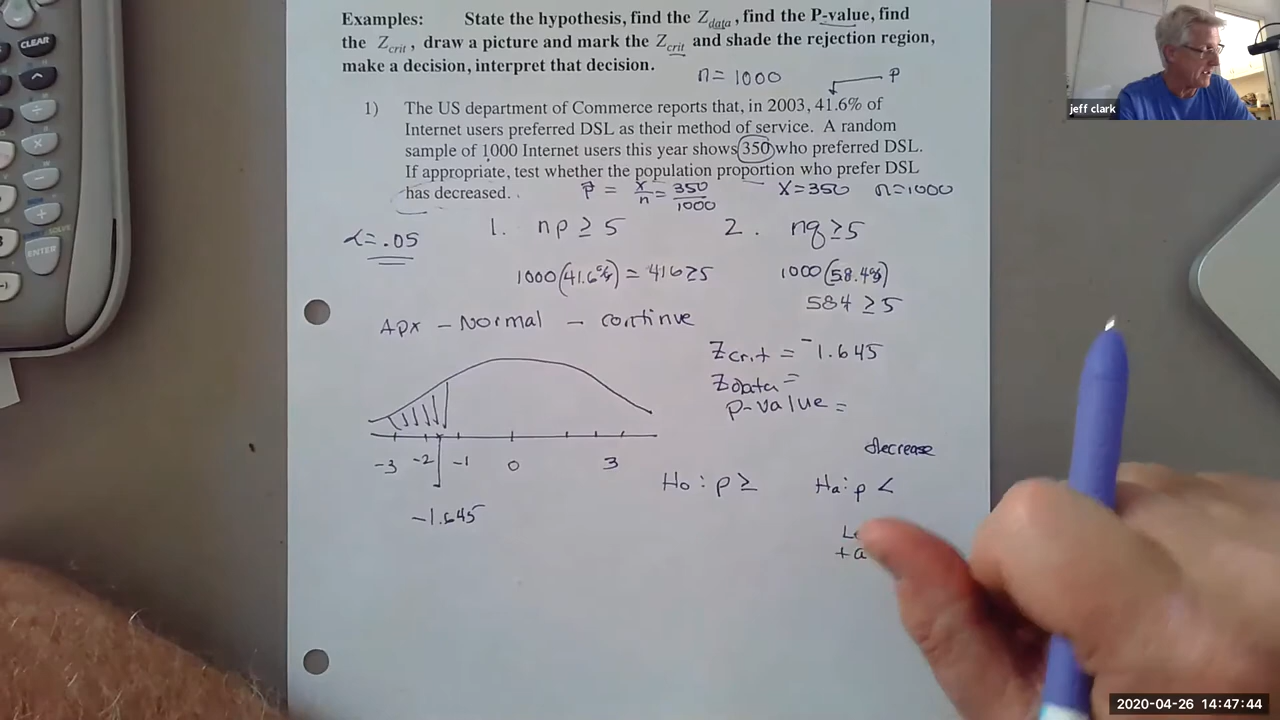 CLEAR
ENTER
Examples: State the hypothesis, find the Zdata, find the P-value, find
the Zcrit, draw a picture and mark the Zcrit and shade the rejection region,
make a decision, interpret that decision.
n = 1000
p
jeff clark
1) The US department of Commerce reports that, in 2003, 41.6% of
Internet users preferred DSL as their method of service. A random
sample of 1000 Internet users this year shows 350 who preferred DSL.
If appropriate, test whether the population proportion who prefer DSL
has decreased.
p̂ = x/n = 350/1000 X=350 n=1000
α=.05
1. np ≥ 5 2. nq ≥ 5
1000(41.6%) = 416 ≥ 5 1000(58.4%)
584 ≥ 5
Apx - Normal - continue
Zcrit = -1.645
Zdata =
p-value =
decrease
-3 -2 -1 0 3
Ho: p ≥ Ha: p <
-1.645
2020-04-26 14:47:44